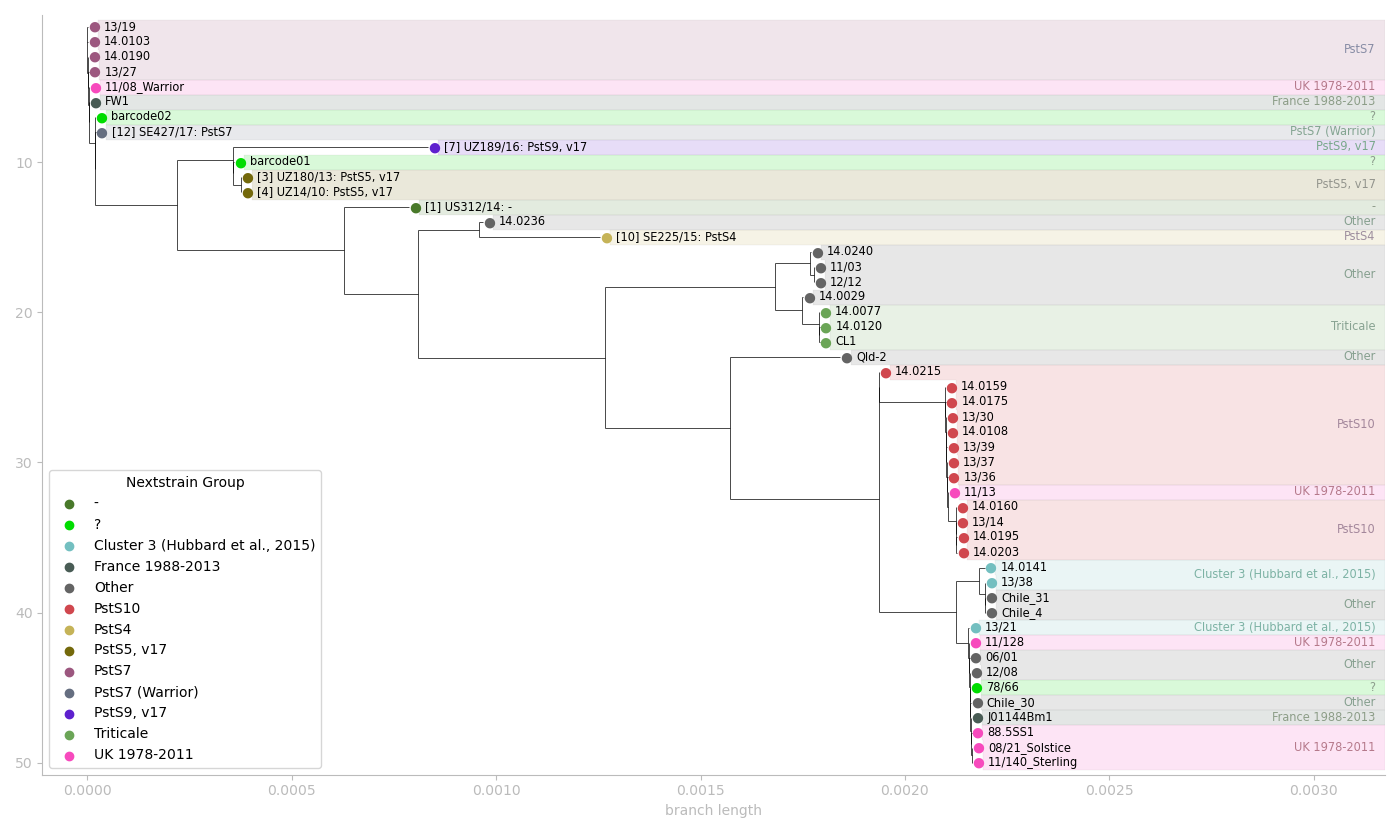 13/19
14.0103
14.0190
PstS7
13/27
11/08_Warrior UK 1978-2011
FW1 France 1988-2013
barcode02 ?
[12] SE427/17: PstS7 PstS7 (Warrior)
[7] UZ189/16: PstS9, v17 PstS9, v17
10 barcode01 ?
[3] UZ180/13: PstS5, v17
PstS5, v17
[4] UZ14/10: PstS5, v17
[1] US312/14: - -
14.0236 Other
[10] SE225/15: PstS4 PstS4
14.0240
11/03
Other
12/12
14.0029
20 14.0077
14.0120 Triticale
CL1
Qld-2 Other
14.0215
14.0159
14.0175
13/30
PstS10
14.0108
13/39
30 13/37
13/36
11/13 UK 1978-2011
14.0160
13/14
PstS10
14.0195
14.0203
14.0141
Cluster 3 (Hubbard et al., 2015)
13/38
Chile_31
Other
40 Chile_4
13/21 Cluster 3 (Hubbard et al., 2015)
11/128 UK 1978-2011
06/01
Other
12/08
78/66 ?
Chile_30 Other
J01144Bm1 France 1988-2013
88.5SS1
08/21_Solstice UK 1978-2011
50 11/140_Sterling
Nextstrain Group
-
?
Cluster 3 (Hubbard et al., 2015)
France 1988-2013
Other
PstS10
PstS4
PstS5, v17
PstS7
PstS7 (Warrior)
PstS9, v17
Triticale
UK 1978-2011
0.0000 0.0005 0.0010 0.0015 0.0020 0.0025 0.0030
branch length